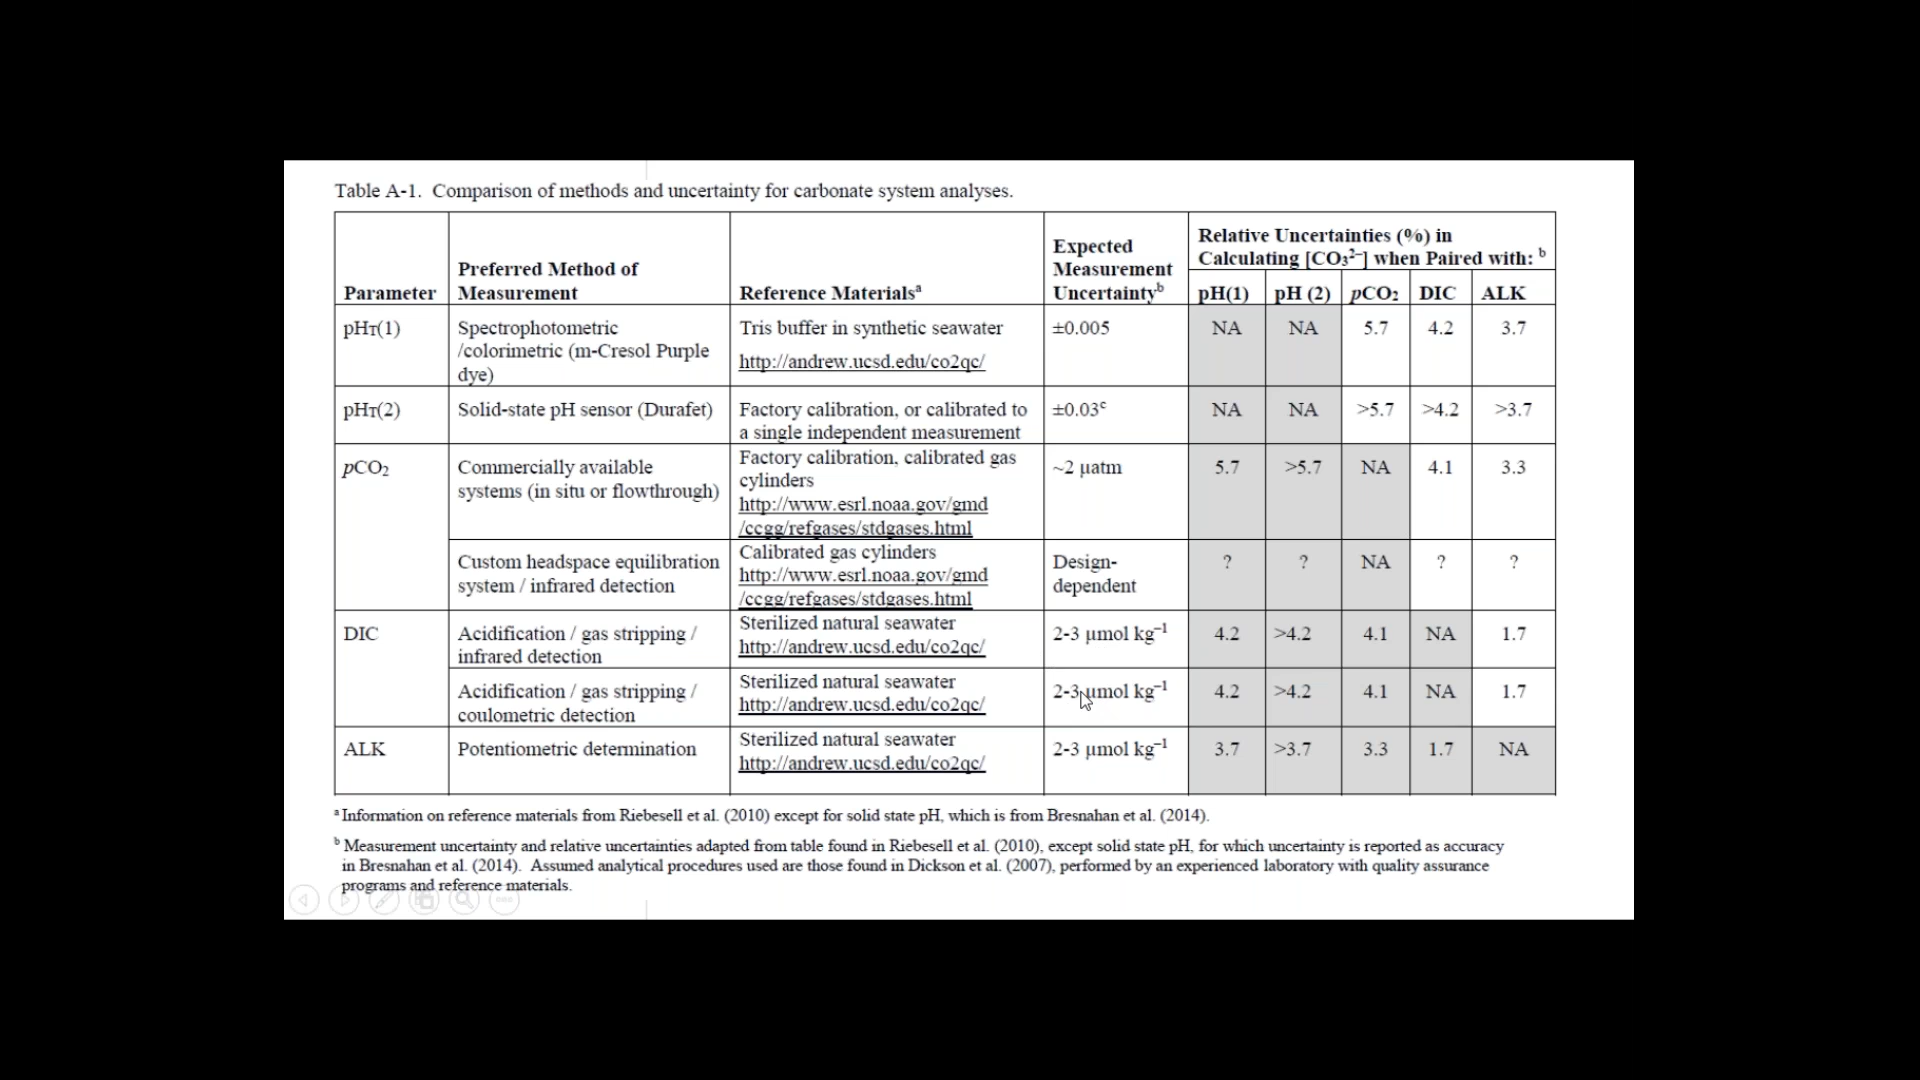 Table A-1. Comparison of methods and uncertainty for carbonate system analyses.
Parameter
Preferred Method of
Measurement
Reference Materialsᵃ
Expected
Measurement
Uncertaintyᵇ
Relative Uncertainties (%) in
Calculating [CO₃²⁻] when Paired with: ᵇ
pH(1) pH (2) pCO₂ DIC ALK
pHT(1)
Spectrophotometric
/colorimetric (m-Cresol Purple
dye)
Tris buffer in synthetic seawater
http://andrew.ucsd.edu/co2qc/
±0.005
NA NA 5.7 4.2 3.7
pHT(2)
Solid-state pH sensor (Durafet)
Factory calibration, or calibrated to
a single independent measurement
±0.03ᶜ
NA NA >5.7 >4.2 >3.7
pCO₂
Commercially available
systems (in situ or flowthrough)
Factory calibration, calibrated gas
cylinders
http://www.esrl.noaa.gov/gmd
/ccgg/refgases/stdgases.html
~2 µatm
5.7 >5.7 NA 4.1 3.3
Custom headspace equilibration
system / infrared detection
Calibrated gas cylinders
http://www.esrl.noaa.gov/gmd
/ccgg/refgases/stdgases.html
Design-
dependent
? ? NA ? ?
DIC
Acidification / gas stripping /
infrared detection
Sterilized natural seawater
http://andrew.ucsd.edu/co2qc/
2-3 µmol kg⁻¹
4.2 >4.2 4.1 NA 1.7
Acidification / gas stripping /
coulometric detection
Sterilized natural seawater
http://andrew.ucsd.edu/co2qc/
2-3 µmol kg⁻¹
4.2 >4.2 4.1 NA 1.7
ALK
Potentiometric determination
Sterilized natural seawater
http://andrew.ucsd.edu/co2qc/
2-3 µmol kg⁻¹
3.7 >3.7 3.3 1.7 NA
ᵃ Information on reference materials from Riebesell et al. (2010) except for solid state pH, which is from Bresnahan et al. (2014).
ᵇ Measurement uncertainty and relative uncertainties adapted from table found in Riebesell et al. (2010), except solid state pH, for which uncertainty is reported as accuracy
in Bresnahan et al. (2014). Assumed analytical procedures used are those found in Dickson et al. (2007), performed by an experienced laboratory with quality assurance
programs and reference materials.